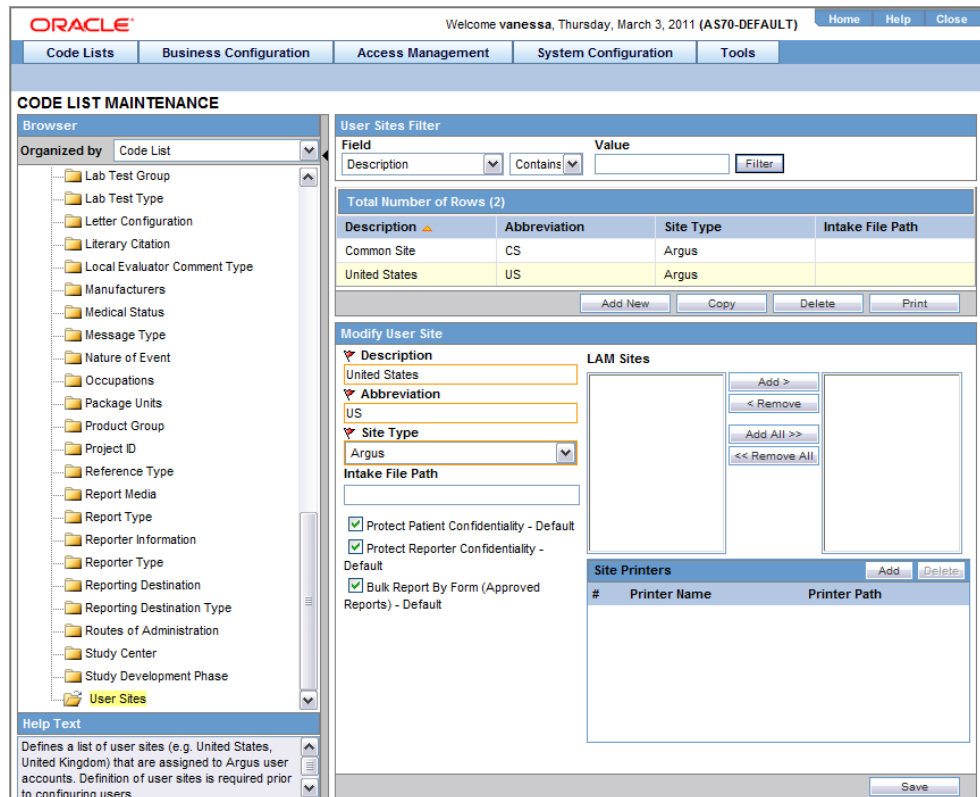 ORACLE
Welcome vanessa, Thursday, March 3, 2011 (AS70-DEFAULT)
Home Help Close
Code Lists Business Configuration Access Management System Configuration Tools
CODE LIST MAINTENANCE
Browser
Organized by Code List
Lab Test Group
Lab Test Type
Letter Configuration
Literary Citation
Local Evaluator Comment Type
Manufacturers
Medical Status
Message Type
Nature of Event
Occupations
Package Units
Product Group
Project ID
Reference Type
Report Media
Report Type
Reporter Information
Reporter Type
Reporting Destination
Reporting Destination Type
Routes of Administration
Study Center
Study Development Phase
User Sites
Help Text
Defines a list of user sites (e.g. United States,
United Kingdom) that are assigned to Argus user
accounts. Definition of user sites is required prior
to configuring users.
User Sites Filter
Field Value
Description Contains Filter
Total Number of Rows (2)
Description Abbreviation Site Type Intake File Path
Common Site CS Argus
United States US Argus
Add New Copy Delete Print
Modify User Site
Description
United States
Abbreviation
US
Site Type
Argus
Intake File Path
Protect Patient Confidentiality - Default
Protect Reporter Confidentiality -
Default
Bulk Report By Form (Approved
Reports) - Default
LAM Sites
Add >
< Remove
Add All >>
<< Remove All
Site Printers Add Delete
# Printer Name Printer Path
Save